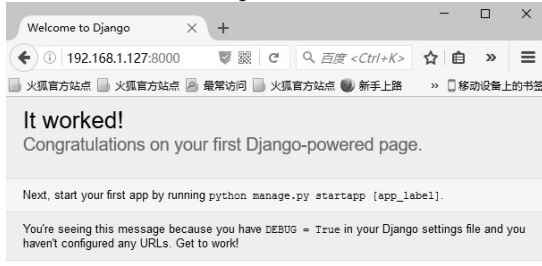 Welcome to Django
192.168.1.127:8000
百度 <Ctrl+K>
火狐官方站点 火狐官方站点 最常访问 火狐官方站点 新手上路 » 移动设备上的书签
It worked!
Congratulations on your first Django-powered page.
Next, start your first app by running python manage.py startapp [app_label].
You're seeing this message because you have DEBUG = True in your Django settings file and you
haven't configured any URLs. Get to work!